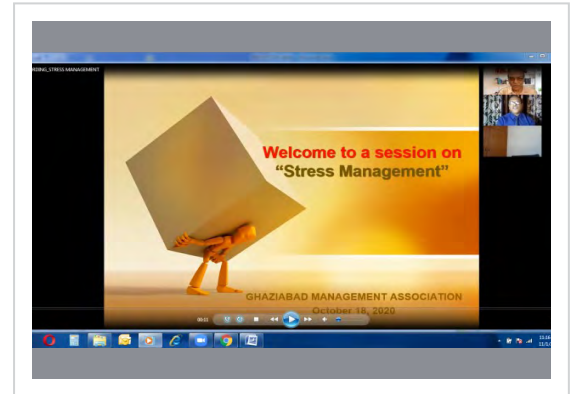 Welcome to a session on
“Stress Management”
GHAZIABAD MANAGEMENT ASSOCIATION
October 18, 2020